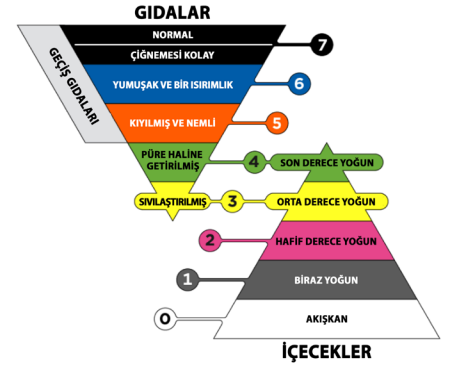 GIDALAR
NORMAL
ÇİĞNEMESİ KOLAY
7
GEÇİŞ GIDALARI
YUMUŞAK VE BİR ISIRIMLIK
6
KIYILMIŞ VE NEMLİ
5
PÜRE HALİNE
GETİRİLMİŞ
4
SON DERECE YOĞUN
SIVILAŞTIRILMIŞ
3
ORTA DERECE YOĞUN
2
HAFİF DERECE YOĞUN
1
BİRAZ YOĞUN
0
AKIŞKAN
İÇECEKLER